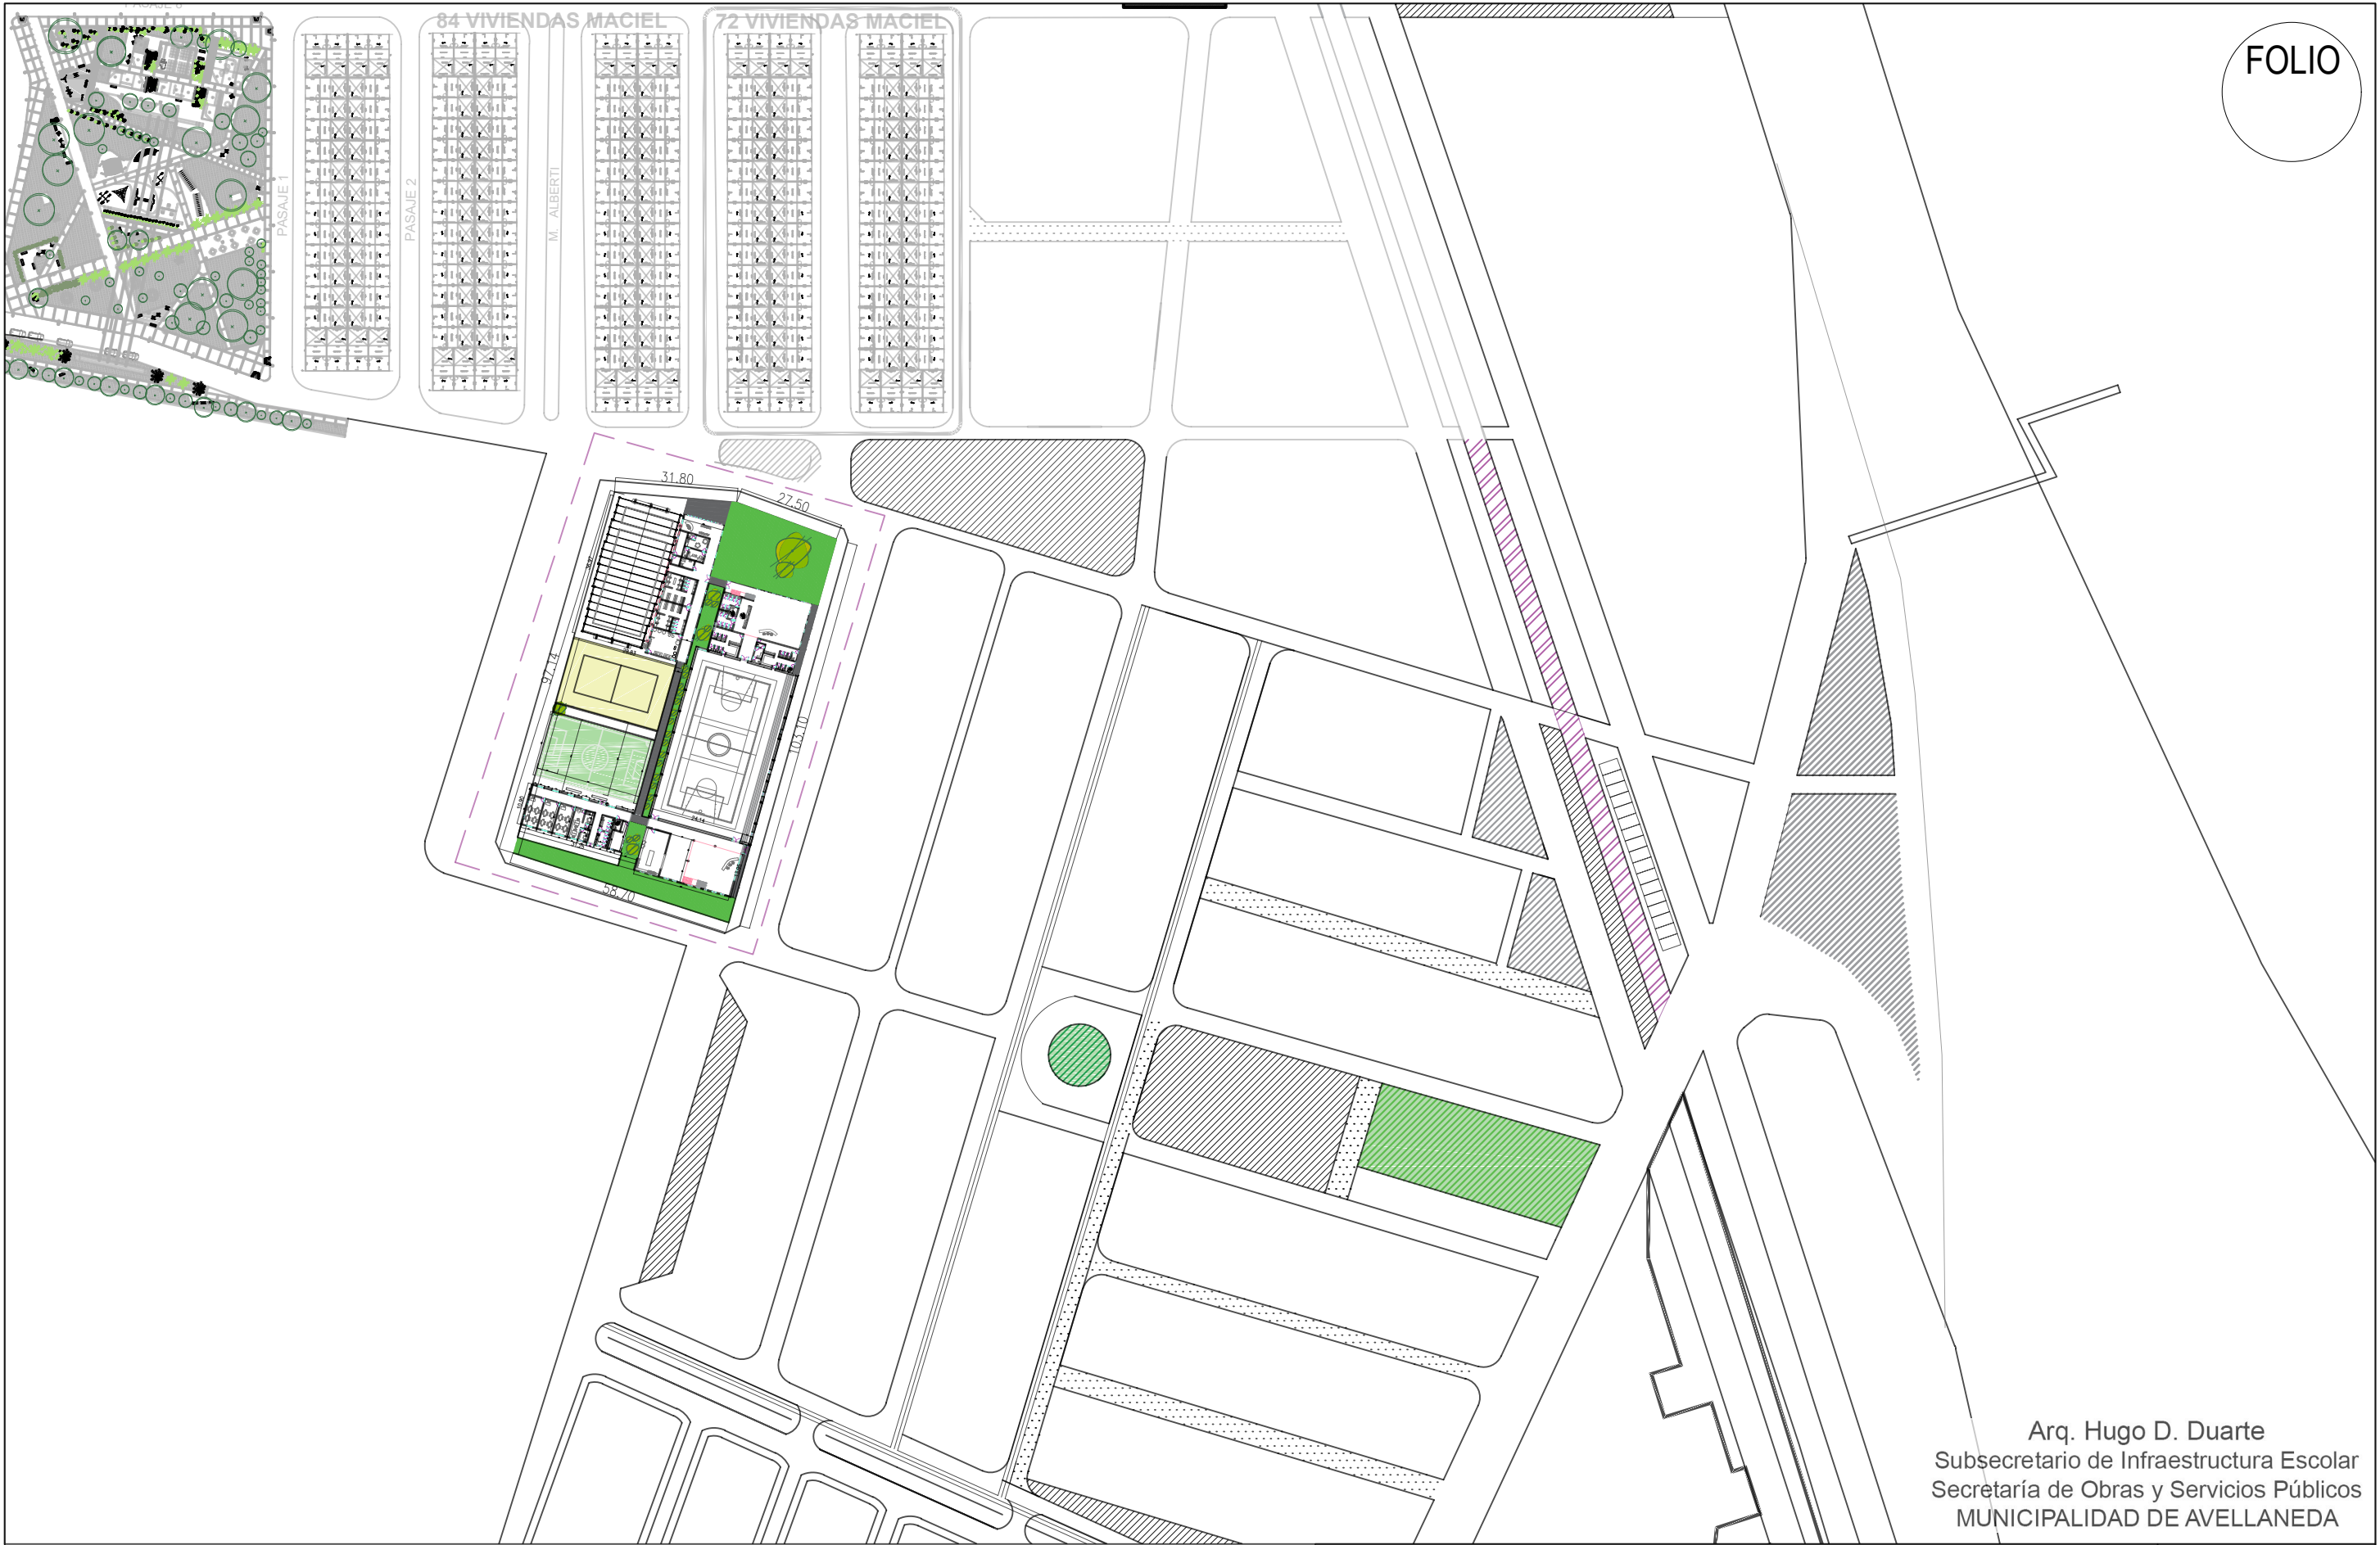 84 VIVIENDAS MACIEL
72 VIVIENDAS MACIEL
FOLIO
PASAJE 1
PASAJE 2
M. ALBERTI
31.80
27.50
97.14
103.10
58.70
Arq. Hugo D. Duarte
Subsecretario de Infraestructura Escolar
Secretaría de Obras y Servicios Públicos
MUNICIPALIDAD DE AVELLANEDA